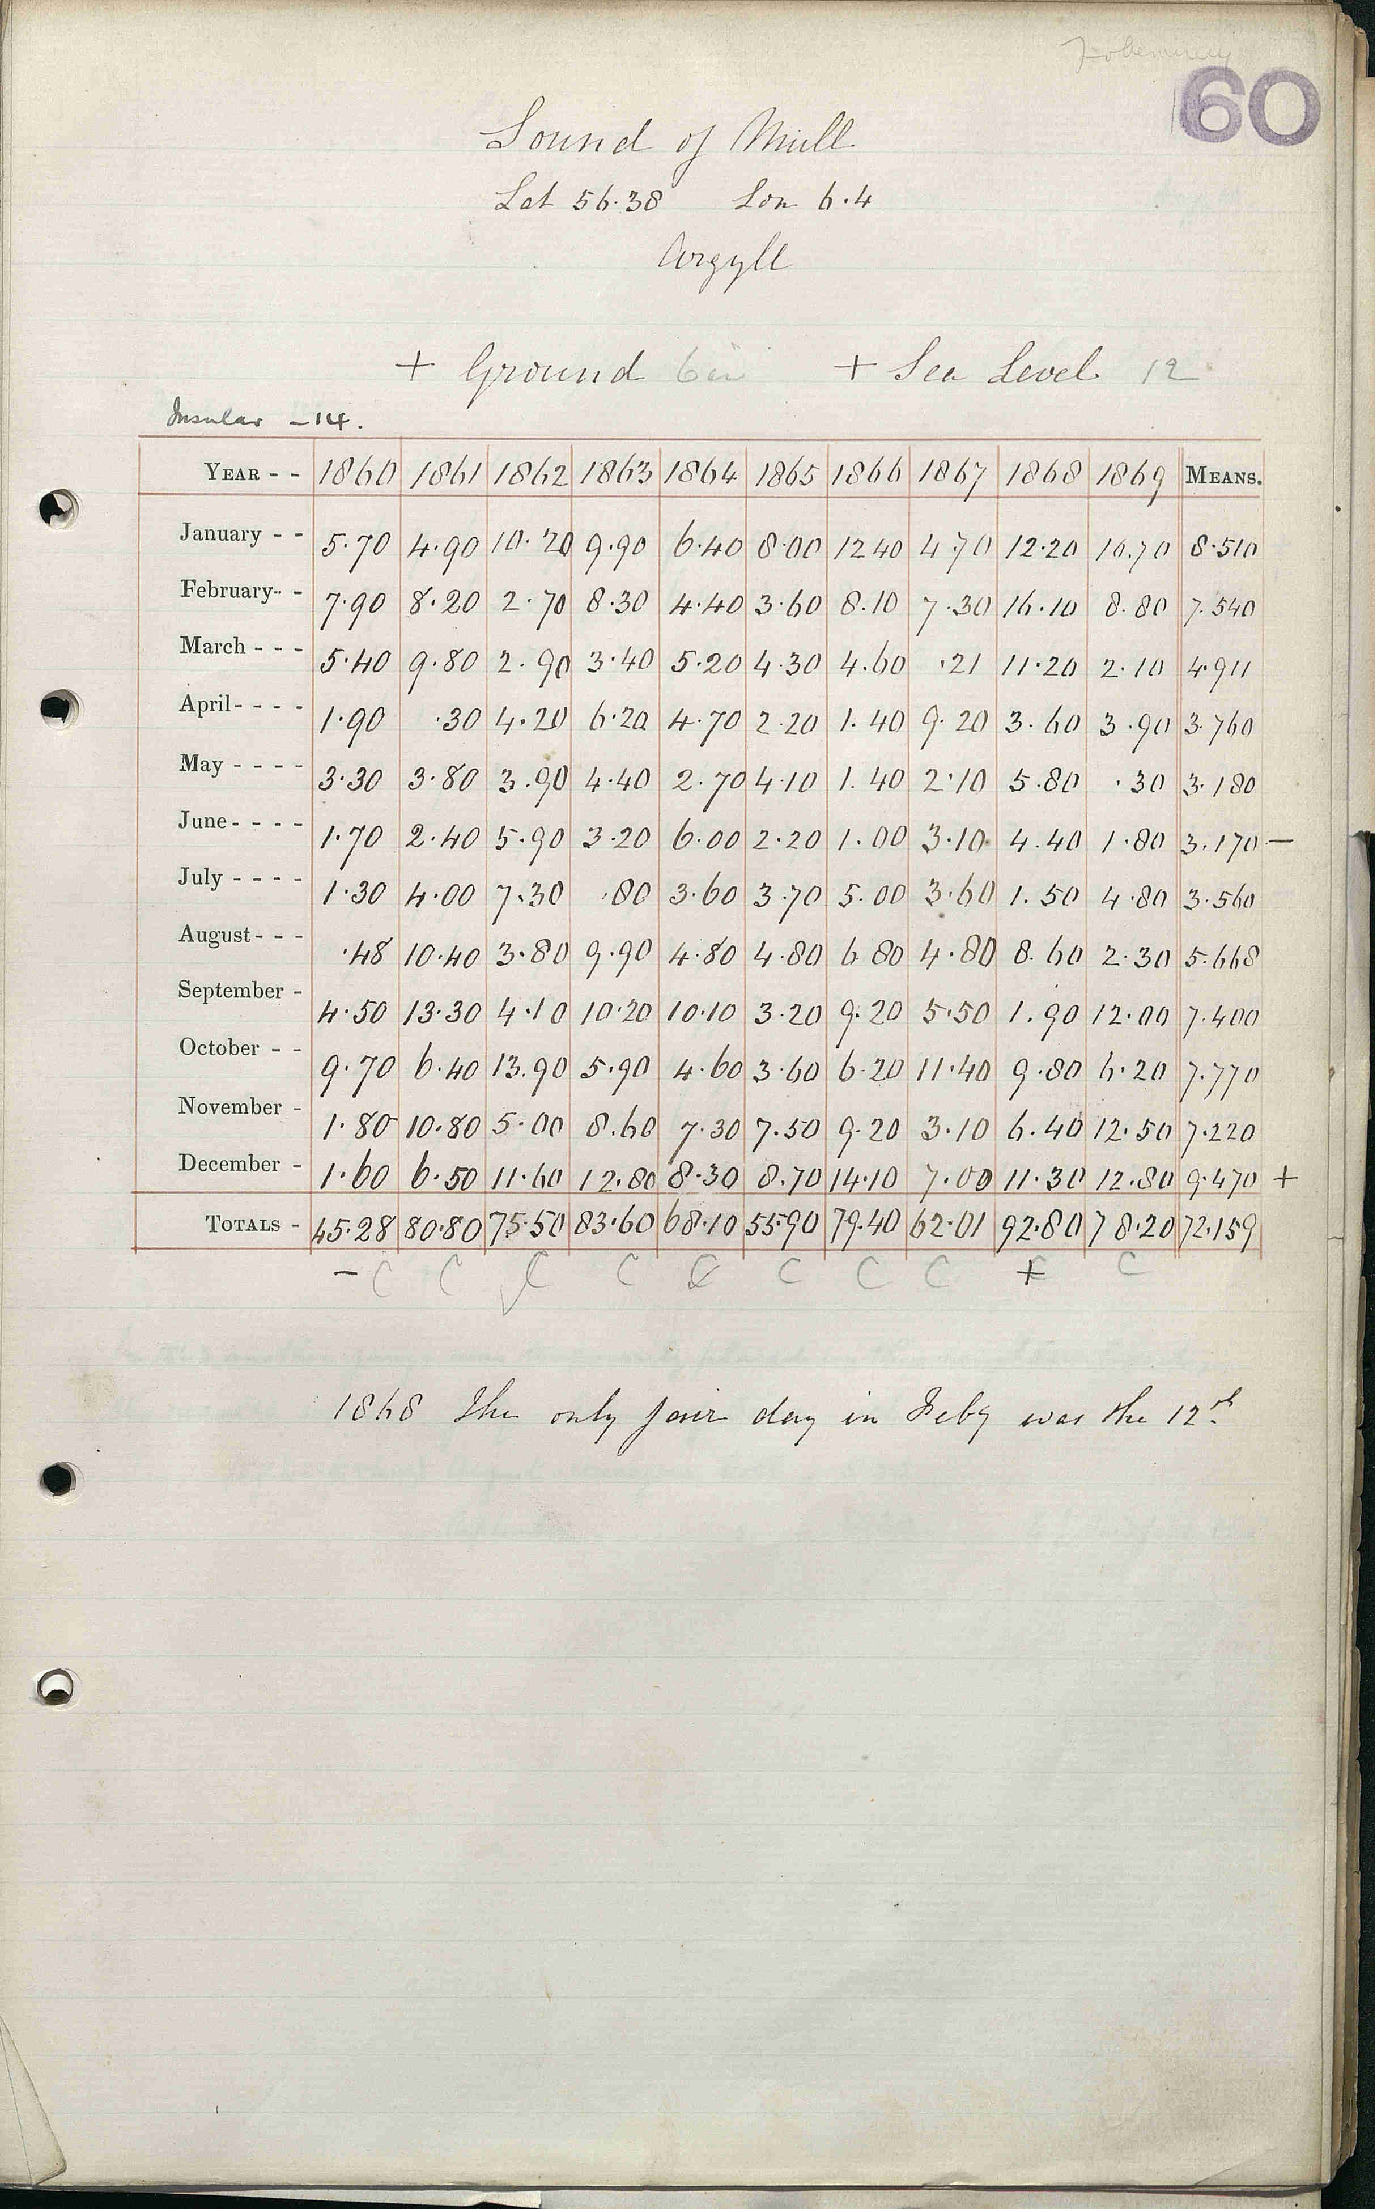 Tobermory
60
Sound of Mull
Lat 56.38 Lon 6.4
Argyll
+ Ground 6 in + Sea Level 12
Insular - 14.
YEAR - - 1860 1861 1862 1863 1864 1865 1866 1867 1868 1869 MEANS.
January - - 5.70 4.90 10.20 9.90 6.40 8.00 12 40 4.70 12.20 10.70 8.510
February- - 7.90 8.20 2.70 8.30 4.40 3.60 8.10 7.30 16.10 8.80 7.540
March - - - 5.40 9.80 2.90 3.40 5.20 4.30 4.60 .21 11.20 2.10 4.911
April- - - - 1.90 .30 4.20 6.20 4.70 2.20 1.40 9.20 3.60 3.90 3.760
May - - - - 3.30 3.80 3.90 4.40 2.70 4.10 1.40 2.10 5.80 .30 3.180
June- - - - 1.70 2.40 5.90 3.20 6.00 2.20 1.00 3.10 4.40 1.80 3.170 -
July - - - - 1.30 4.00 7.30 .80 3.60 3.70 5.00 3.60 1.50 4.80 3.560
August- - - .48 10.40 3.80 9.90 4.80 4.80 6.80 4.80 8.60 2.30 5.668
September - 4.50 13.30 4.10 10.20 10.10 3.20 9.20 5.50 1.90 12.00 7.400
October - - 9.70 6.40 13.90 5.90 4.60 3.60 6.20 11.40 9.80 6.20 7.770
November - 1.80 10.80 5.00 8.60 7.30 7.50 9.20 3.10 6.40 12.50 7.220
December - 1.60 6.50 11.60 12.80 8.30 8.70 14.10 7.00 11.30 12.80 9.470 +
TOTALS - 45.28 80.80 75.50 83.60 68.10 55.90 79.40 62.01 92.80 78.20 72.159
- C C C C C C C C + C
1868 The only fair day in Feby was the 12th